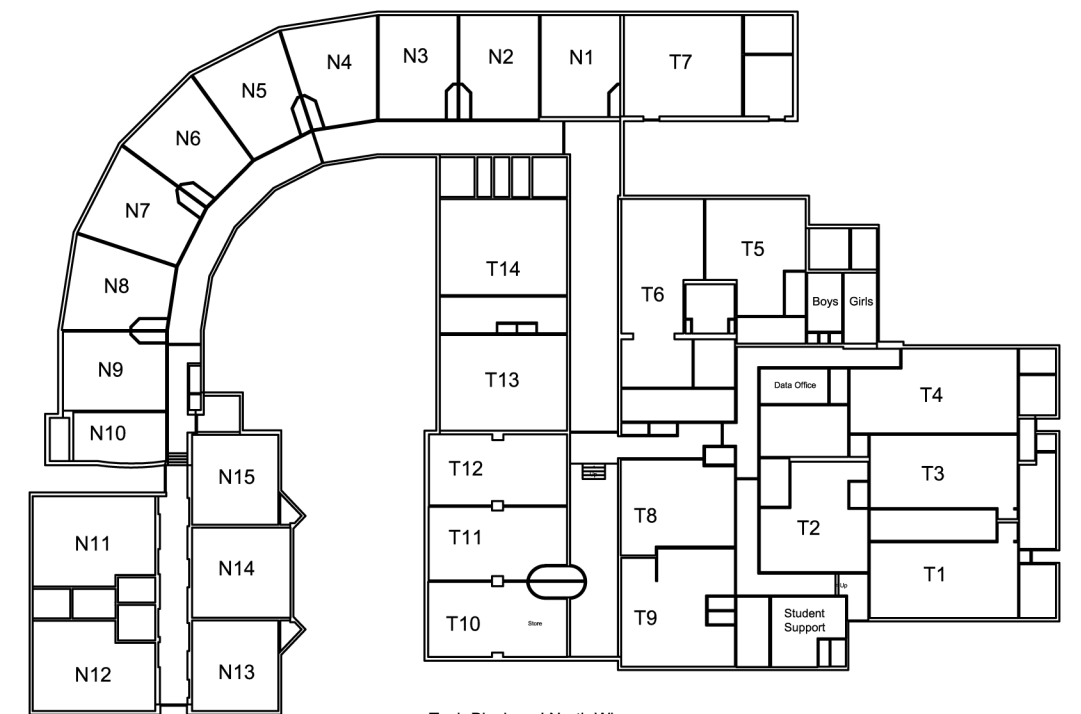 N4
N3
N2
N1
T7
N5
N6
N7
N8
N9
N10
T14
T13
T6
T5
Boys
Girls
Data Office
T4
T3
T2
T1
Up
T12
T11
T10
Store
Up
T8
T9
Student
Support
N15
N14
N13
N11
N12